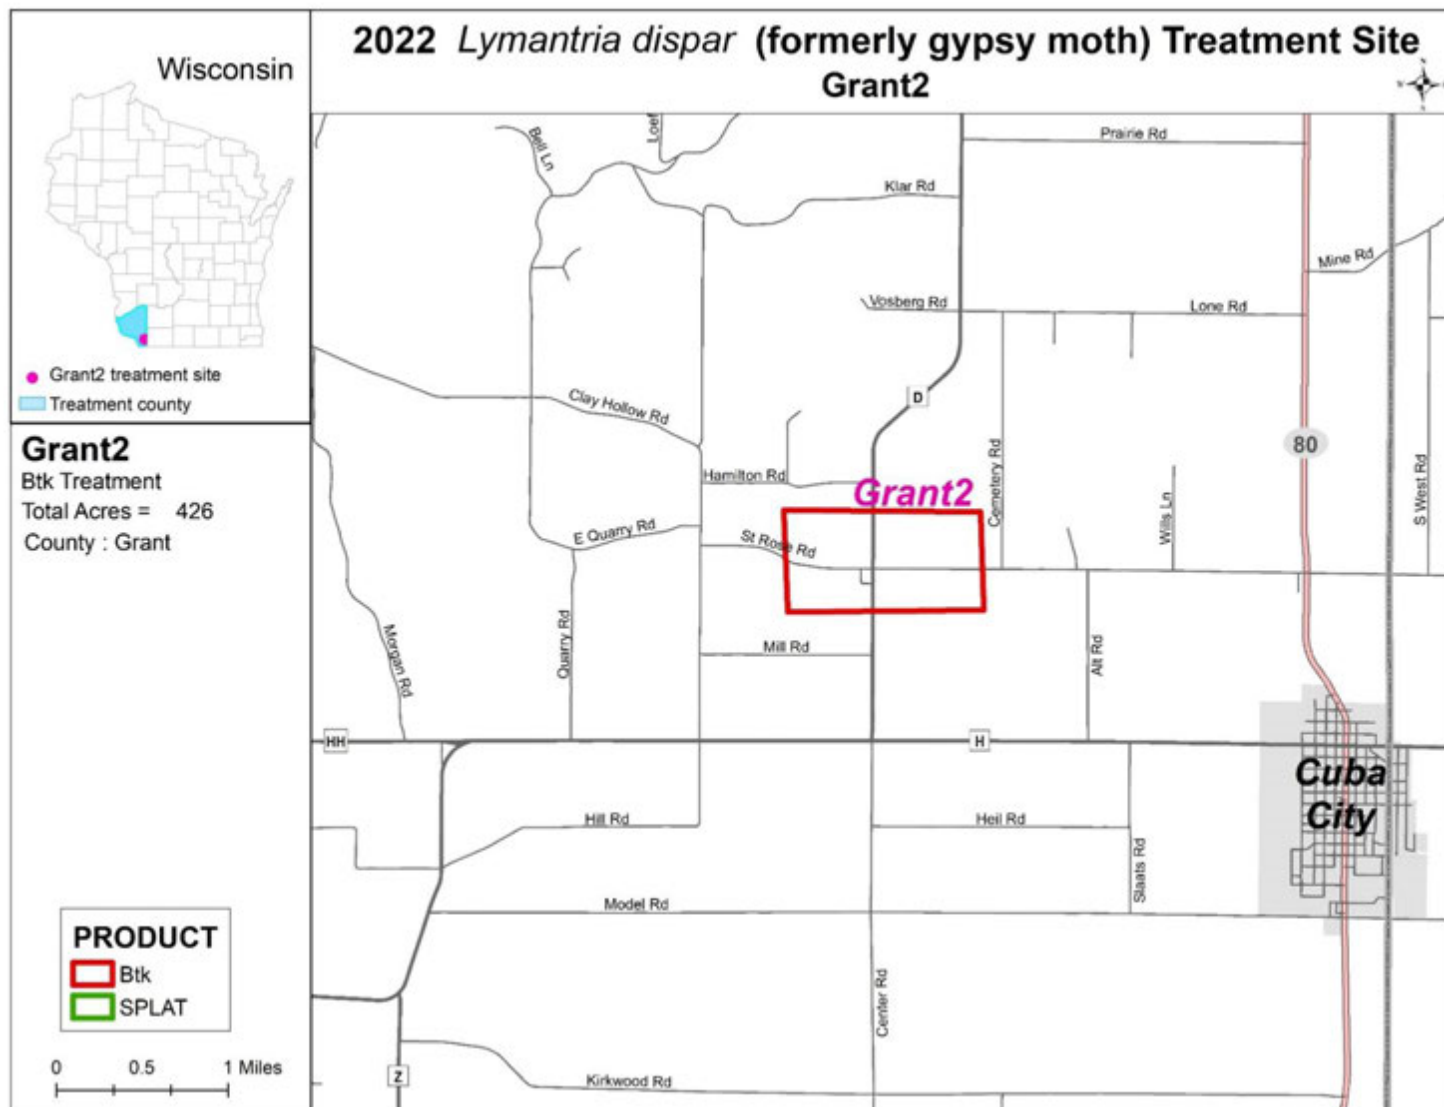 2022 Lymantria dispar (formerly gypsy moth) Treatment Site
Grant2
Wisconsin
Grant2 treatment site
Treatment county
Grant2
Btk Treatment
Total Acres = 426
County : Grant
PRODUCT
Btk
SPLAT
0 0.5 1 Miles
Bell Ln
Loef
Prairie Rd
Klar Rd
Mine Rd
Vosberg Rd
Lone Rd
Clay Hollow Rd
D
80
Hamilton Rd
Grant2
Cemetery Rd
Wills Ln
S West Rd
E Quarry Rd
St Rose Rd
Morgan Rd
Quarry Rd
Mill Rd
Alt Rd
HH
H
Cuba
City
Hill Rd
Heil Rd
Slaats Rd
Model Rd
Center Rd
Z
Kirkwood Rd